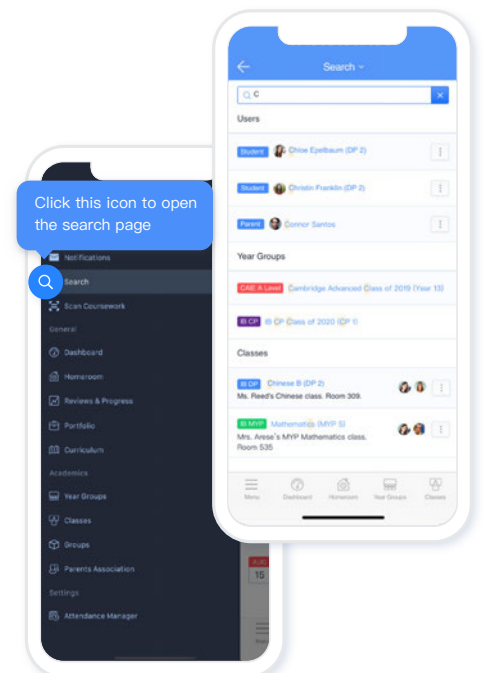 Search
C
Users
Student Chloe Epelbaum (DP 2)
Student Christin Franklin (DP 2)
Parent Connor Santos
Year Groups
CAIE A Level Cambridge Advanced Class of 2019 (Year 13)
IB CP IB CP Class of 2020 (CP 1)
Classes
IB DP Chinese B (DP 2)
Ms. Reed's Chinese class. Room 309.
IB MYP Mathematics (MYP 5)
Mrs. Arese's MYP Mathematics class.
Room 535
Menu Dashboard Homeroom Year Groups Classes
Click this icon to open
the search page
Notifications
Search
Scan Coursework
General
Dashboard
Homeroom
Reviews & Progress
Portfolio
Curriculum
Academics
Year Groups
Classes
Groups
Parents Association
Settings
Attendance Manager
AUG
15